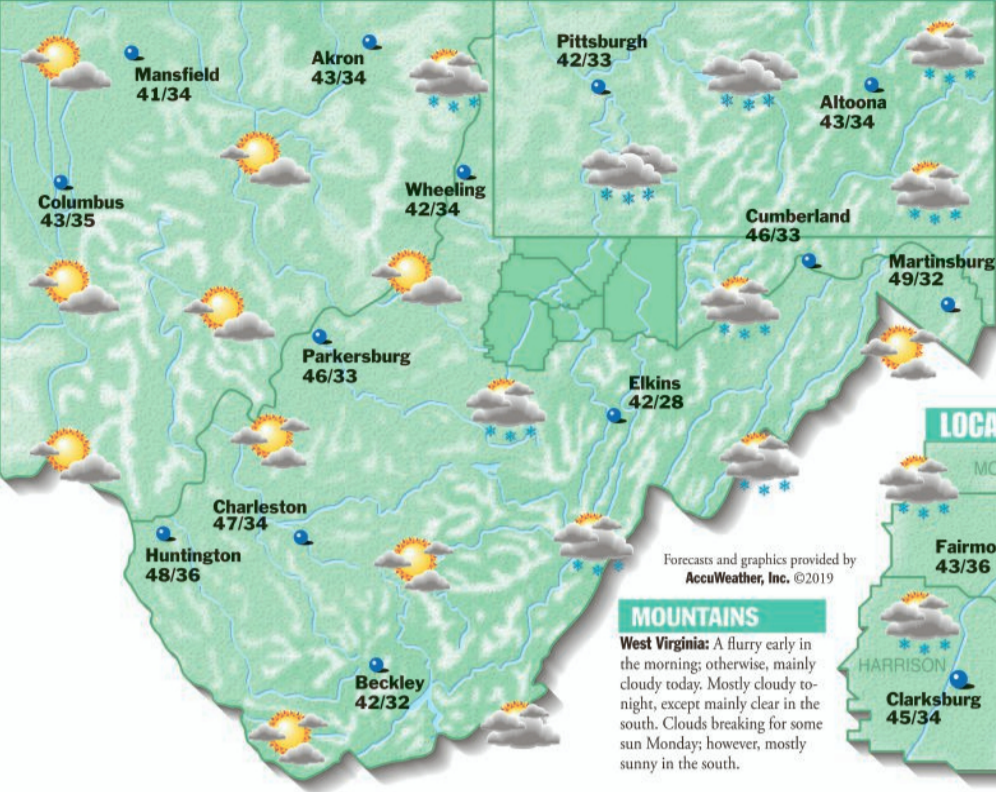 Pittsburgh
42/33
Akron
43/34
Mansfield
41/34
Altoona
43/34
Columbus
43/35
Wheeling
42/34
Cumberland
46/33
Martinsburg
49/32
Parkersburg
46/33
Elkins
42/28
LOCA
MO
Charleston
47/34
Huntington
48/36
Fairmo
43/36
Forecasts and graphics provided by
AccuWeather, Inc. ©2019
MOUNTAINS
West Virginia: A flurry early in
the morning; otherwise, mainly
cloudy today. Mostly cloudy to-
night, except mainly clear in the
south. Clouds breaking for some
sun Monday; however, mostly
sunny in the south.
HARRISON
Clarksburg
45/34
Beckley
42/32